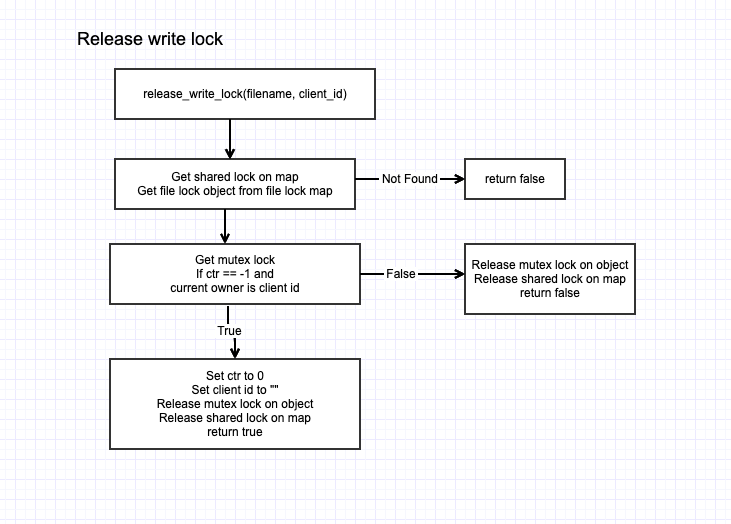 Release write lock
release_write_lock(filename, client_id)
Get shared lock on map
Get file lock object from file lock map
Not Found
return false
Get mutex lock
If ctr == -1 and
current owner is client id
False
Release mutex lock on object
Release shared lock on map
return false
True
Set ctr to 0
Set client id to ""
Release mutex lock on object
Release shared lock on map
return true